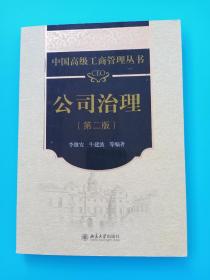 中国高级工商管理丛书
CEO
公司治理
（第二版）
李维安 牛建波 等编著
北京大学出版社